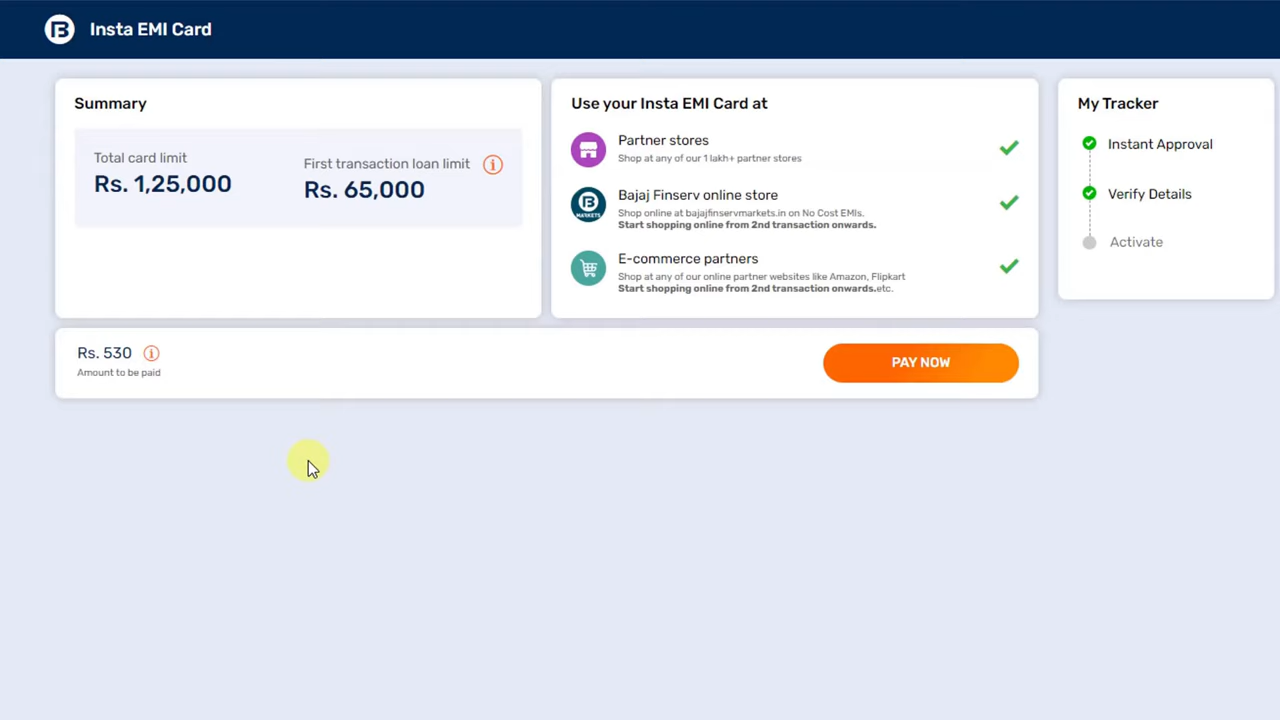 Insta EMI Card
Summary
Total card limit
Rs. 1,25,000
First transaction loan limit
Rs. 65,000
Use your Insta EMI Card at
Partner stores
Shop at any of our 1 lakh+ partner stores
MARKETS
Bajaj Finserv online store
Shop online at bajajfinservmarkets.in on No Cost EMIs.
Start shopping online from 2nd transaction onwards.
E-commerce partners
Shop at any of our online partner websites like Amazon, Flipkart
Start shopping online from 2nd transaction onwards.etc.
My Tracker
Instant Approval
Verify Details
Activate
Rs. 530
Amount to be paid
PAY NOW